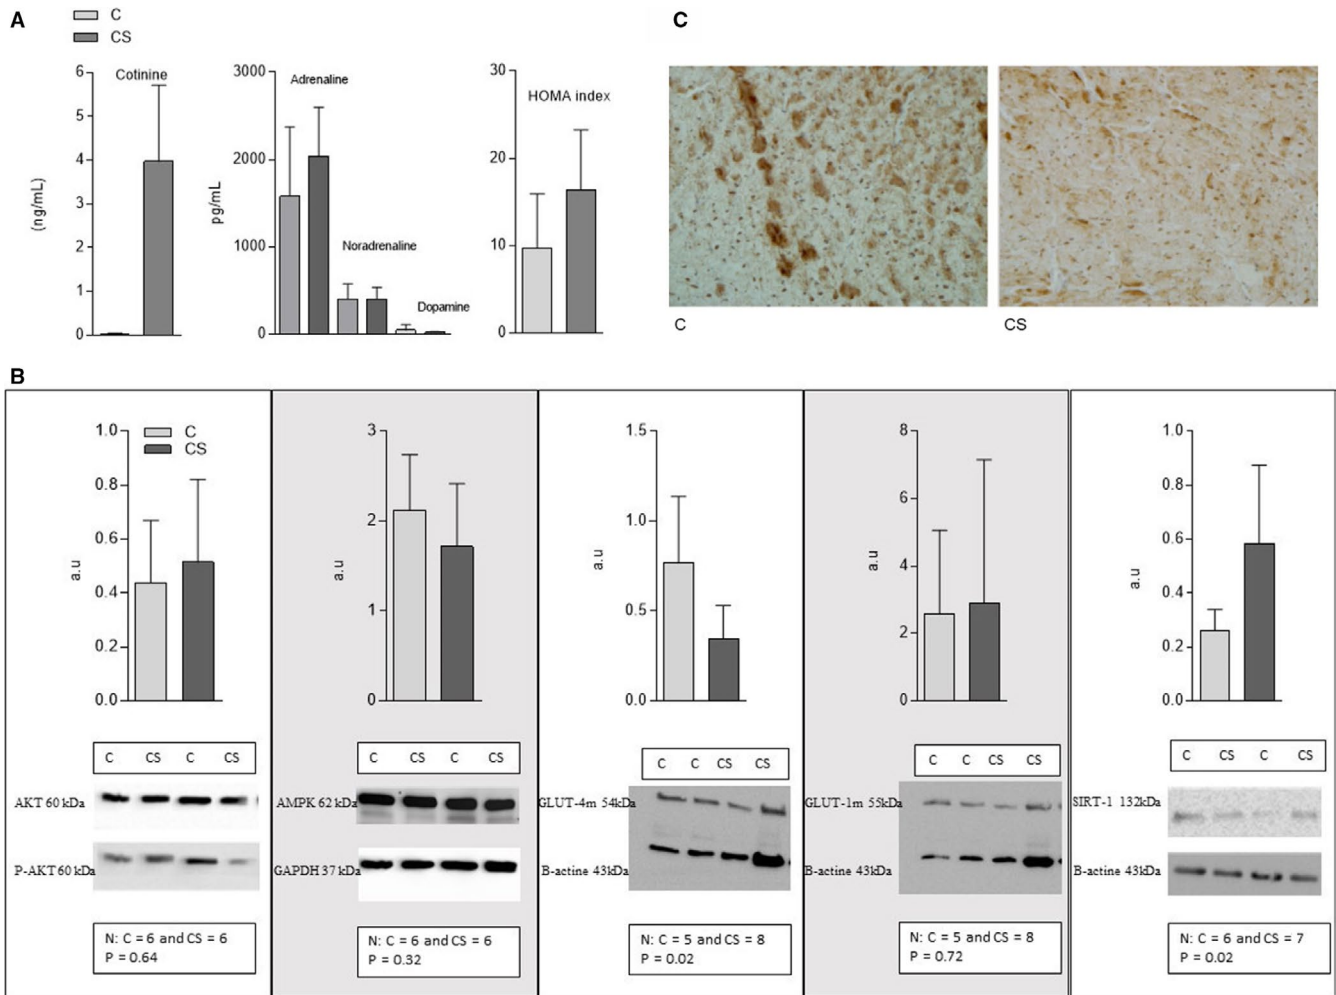 A
C
CS
C
Cotinine
(ng/mL)
6
5
4
3
2
1
0
Adrenaline
pg/mL
3000
2000
1000
0
Noradrenaline
Dopamine
HOMA index
30
20
10
0
C
CS
B
C
CS
a.u
1.0
0.8
0.6
0.4
0.2
0.0
C CS C CS
AKT 60 kDa
P-AKT 60 kDa
N: C = 6 and CS = 6
P = 0.64
a.u
3
2
1
0
C CS C CS
AMPK 62 kDa
GAPDH 37 kDa
N: C = 6 and CS = 6
P = 0.32
a.u
1.5
1.0
0.5
0.0
C C CS CS
GLUT-4m 54kDa
B-actine 43kDa
N: C = 5 and CS = 8
P = 0.02
a.u
8
6
4
2
0
C C CS CS
GLUT-1m 55kDa
B-actine 43kDa
N: C = 5 and CS = 8
P = 0.72
a.u
1.0
0.8
0.6
0.4
0.2
0.0
C CS C CS
SIRT-1 132kDa
B-actine 43kDa
N: C = 6 and CS = 7
P = 0.02